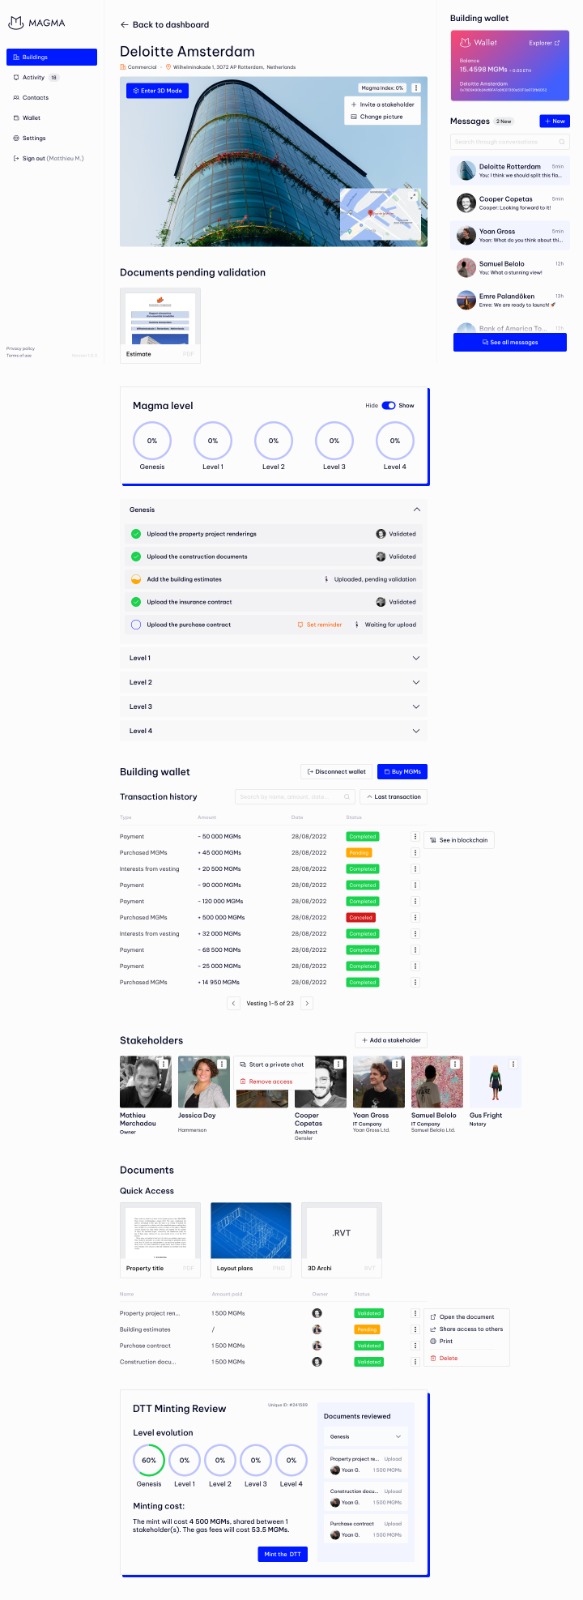 MAGMA
Buildings
Activity
Contacts
Wallet
Settings
Sign out (Matthieu M.)
Privacy policy
Terms of use
Back to dashboard
Deloitte Amsterdam
Commercial
Wilhelminakade 1, 3072 AP Rotterdam, Netherlands
Enter 3D Mode
Magma Index: 0%
Invite a stakeholder
Change picture
Documents pending validation
Estimate PDF
Magma level
Hide Show
0% 0% 0% 0% 0%
Genesis Level 1 Level 2 Level 3 Level 4
Genesis
Upload the property project renderings Validated
Upload the construction documents Validated
Add the building estimates Uploaded, pending validation
Upload the insurance contract Validated
Upload the purchase contract Set reminder Waiting for upload
Level 1
Level 2
Level 3
Level 4
Building wallet
Disconnect wallet
Buy MGMs
Transaction history
Search by name, amount, date...
Last transaction
Type Amount Date Status
Payment - 50 000 MGMs 28/08/2022 Completed
See in blockchain
Purchased MGMs + 45 000 MGMs 28/08/2022 Pending
Interests from vesting + 20 500 MGMs 28/08/2022 Completed
Payment - 90 000 MGMs 28/08/2022 Completed
Payment - 120 000 MGMs 28/08/2022 Completed
Purchased MGMs + 500 000 MGMs 28/08/2022 Canceled
Interests from vesting + 32 000 MGMs 28/08/2022 Completed
Payment - 68 500 MGMs 28/08/2022 Completed
Payment - 25 000 MGMs 28/08/2022 Completed
Purchased MGMs + 14 950 MGMs 28/08/2022 Completed
Vesting 1-5 of 23
Stakeholders
Add a stakeholder
Start a private chat
Remove access
Mathieu Merchadou
Owner
Jessica Doy
Hammerson
Cooper Copetas
Architect
Gensler
Yoan Gross
IT Company
Yoan Gross Ltd.
Samuel Belolo
IT Company
Samuel Belolo Ltd.
Gus Fright
Notary
Documents
Quick Access
.RVT
Property title PDF
Layout plans PNG
3D Archi RVT
Name Amount paid Owner Status
Property project ren... 1 500 MGMs Validated
Building estimates / Pending
Purchase contract 1 500 MGMs Validated
Construction docu... 1 500 MGMs Validated
Open the document
Share access to others
Print
Delete
DTT Minting Review
Level evolution
60% 0% 0% 0% 0%
Genesis Level 1 Level 2 Level 3 Level 4
Minting cost:
The mint will cost 4 500 MGMs, shared between 1
stakeholder(s). The gas fees will cost 53.5 MGMs.
Mint the DTT
Documents reviewed
Genesis
Property project re... Upload
Yoan G. 1 500 MGMs
Construction docu... Upload
Yoan G. 1 500 MGMs
Purchase contract Upload
Yoan G. 1 500 MGMs
Building wallet
Wallet
Explorer
Balance
15.4598 MGMs
Deloitte Amsterdam
Messages
2 New
+ New
Search through conversations
Deloitte Rotterdam 5min
You: I think we should split this flo...
Cooper Copetas 5min
Cooper: Looking forward to it!
Yoan Gross 5min
Yoan: What do you think about thi...
Samuel Belolo 12h
You: What a stunning view!
Emre Palandöken 13h
Emre: We are ready to launch! 🚀
Bank of America To...
See all messages